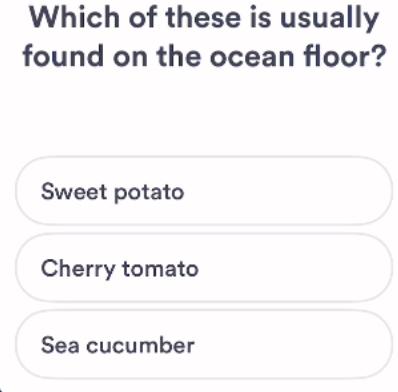 Which of these is usually
found on the ocean floor?
Sweet potato
Cherry tomato
Sea cucumber